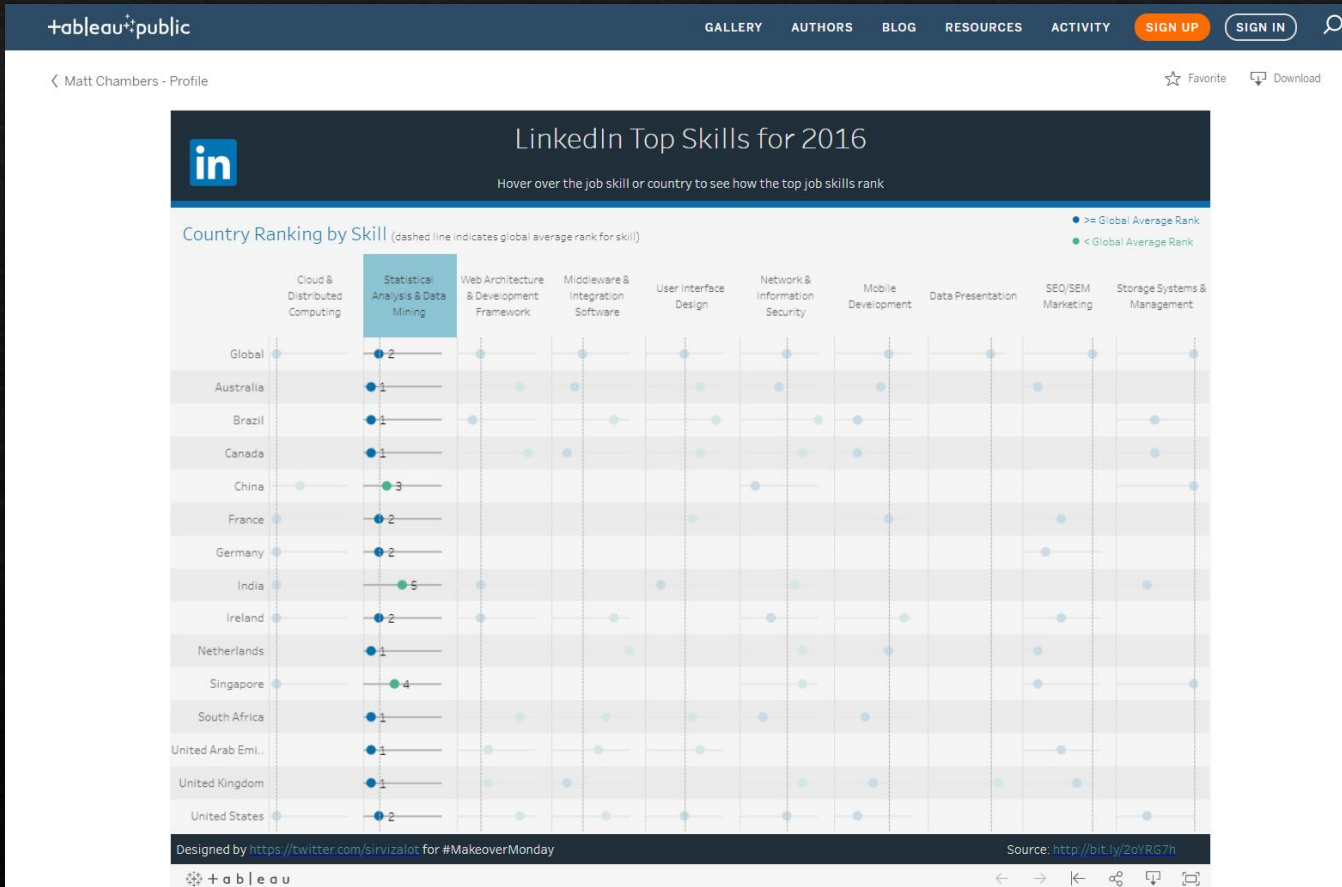 +ableau public
GALLERY AUTHORS BLOG RESOURCES ACTIVITY SIGN UP SIGN IN
Matt Chambers - Profile
Favorite Download
in
LinkedIn Top Skills for 2016
Hover over the job skill or country to see how the top job skills rank
Country Ranking by Skill (dashed line indicates global average rank for skill)
>= Global Average Rank
< Global Average Rank
Cloud &
Distributed
Computing
Statistical
Analysis & Data
Mining
Web Architecture
& Development
Framework
Middleware &
Integration
Software
User Interface
Design
Network &
Information
Security
Mobile
Development
Data Presentation
SEO/SEM
Marketing
Storage Systems &
Management
Global 2
Australia 1
Brazil 1
Canada 1
China 3
France 2
Germany 2
India 5
Ireland 2
Netherlands 1
Singapore 4
South Africa 1
United Arab Emi.. 1
United Kingdom 1
United States 2
Designed by https://twitter.com/sirvizalot for #MakeoverMonday
Source: http://bit.ly/2oYRG7h
+ableau